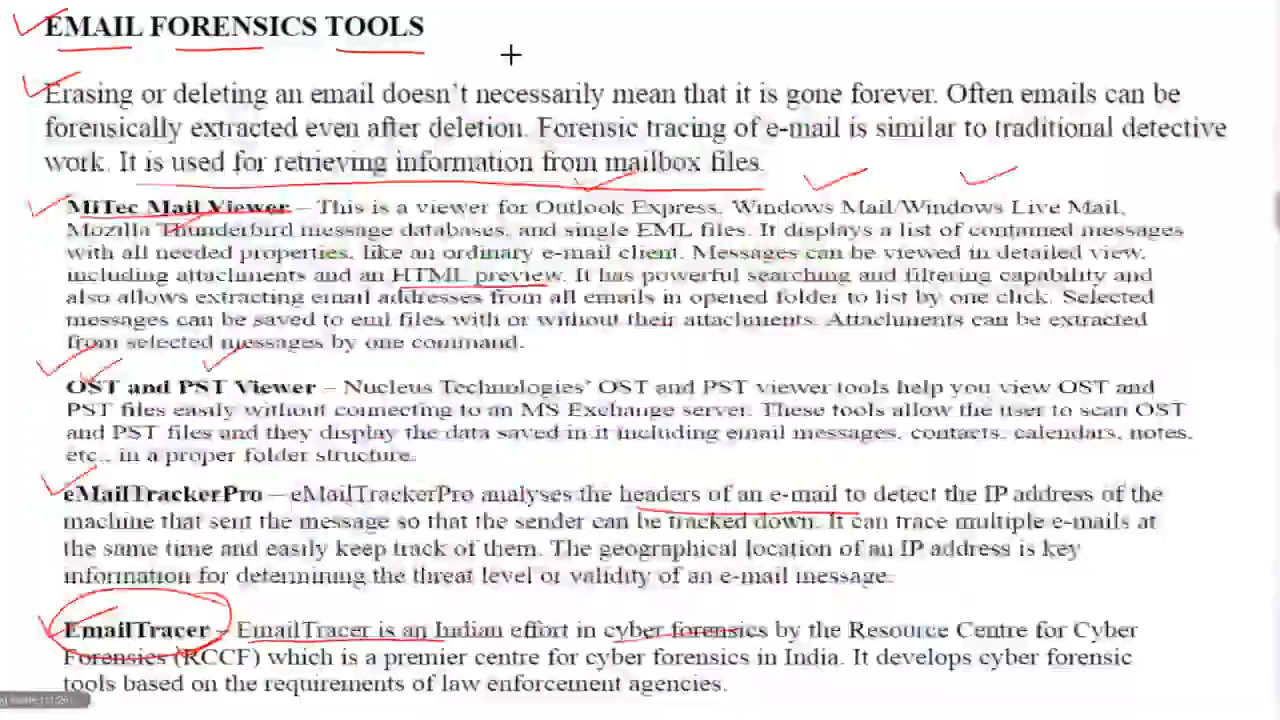 EMAIL FORENSICS TOOLS
Erasing or deleting an email doesn't necessarily mean that it is gone forever. Often emails can be
forensically extracted even after deletion. Forensic tracing of e-mail is similar to traditional detective
work. It is used for retrieving information from mailbox files.
MiTec Mail Viewer – This is a viewer for Outlook Express, Windows Mail/Windows Live Mail,
Mozilla Thunderbird message databases, and single EML files. It displays a list of contained messages
with all needed properties, like an ordinary e-mail client. Messages can be viewed in detailed view,
including attachments and an HTML preview. It has powerful searching and filtering capability and
also allows extracting email addresses from all emails in opened folder to list by one click. Selected
messages can be saved to eml files with or without their attachments. Attachments can be extracted
from selected messages by one command.
OST and PST Viewer – Nucleus Technologies' OST and PST viewer tools help you view OST and
PST files easily without connecting to an MS Exchange server. These tools allow the user to scan OST
and PST files and they display the data saved in it including email messages, contacts, calendars, notes,
etc., in a proper folder structure.
eMailTrackerPro – eMailTrackerPro analyses the headers of an e-mail to detect the IP address of the
machine that sent the message so that the sender can be tracked down. It can trace multiple e-mails at
the same time and easily keep track of them. The geographical location of an IP address is key
information for determining the threat level or validity of an e-mail message.
EmailTracer – EmailTracer is an Indian effort in cyber forensics by the Resource Centre for Cyber
Forensics (RCCF) which is a premier centre for cyber forensics in India. It develops cyber forensic
tools based on the requirements of law enforcement agencies.